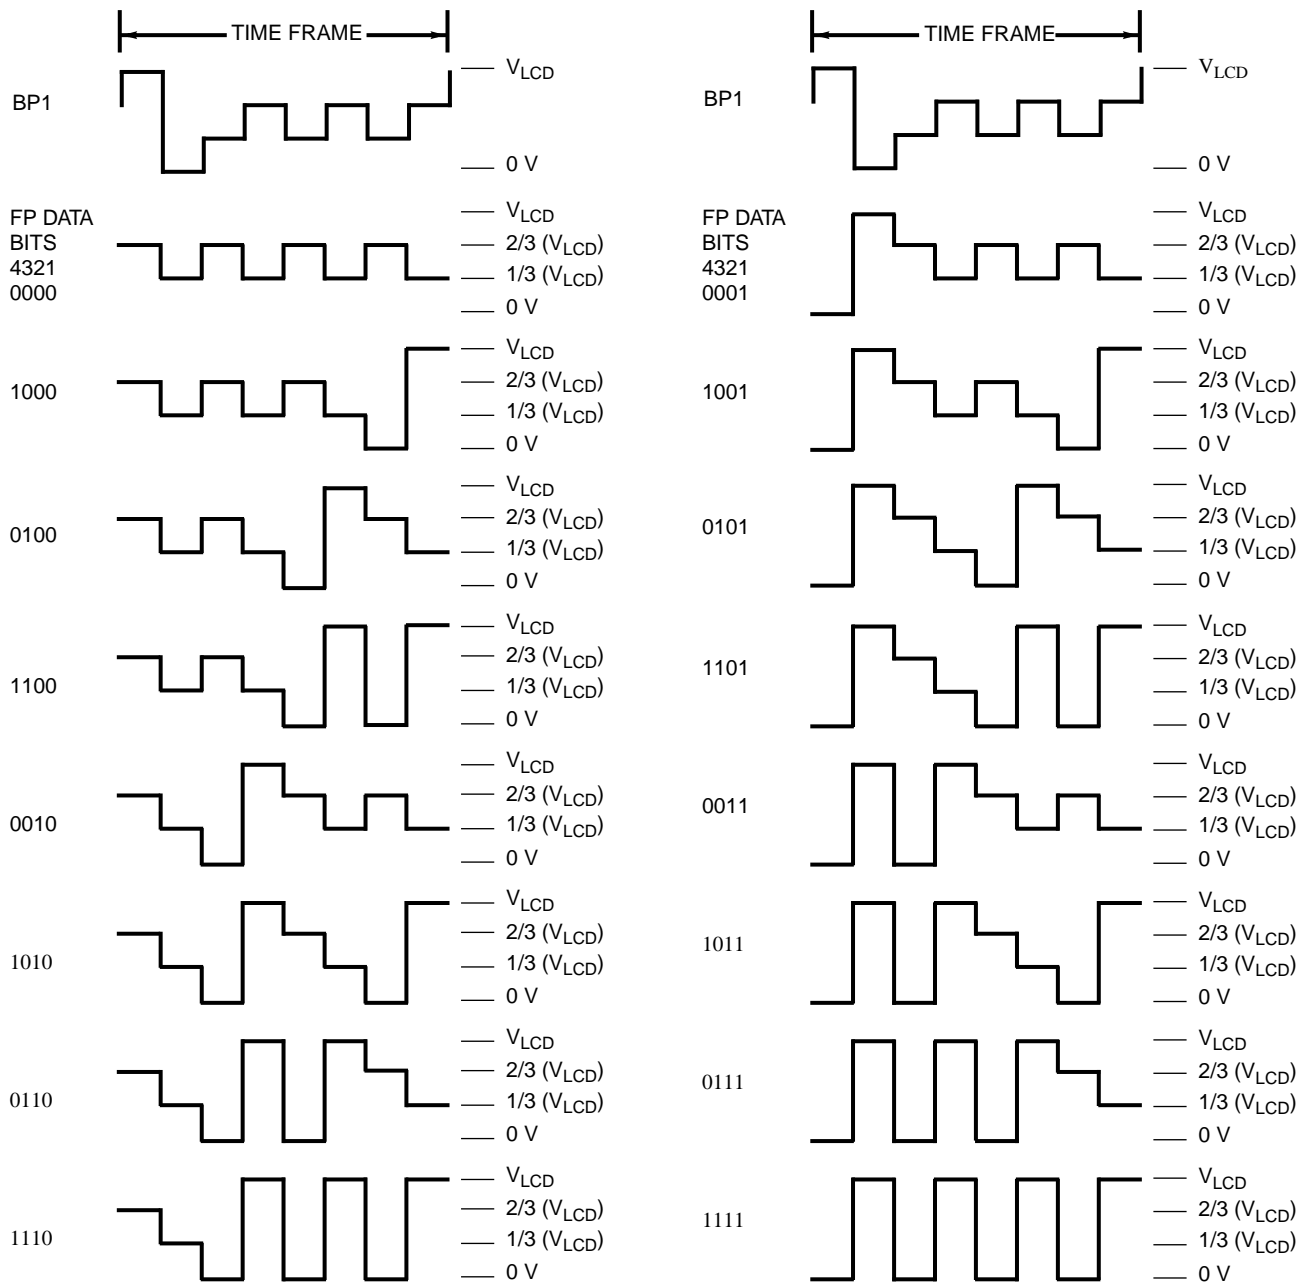 TIME FRAME
BP1
V_LCD
0 V
FP DATA
BITS
4321
0000
V_LCD
2/3 (V_LCD)
1/3 (V_LCD)
0 V
1000
V_LCD
2/3 (V_LCD)
1/3 (V_LCD)
0 V
0100
V_LCD
2/3 (V_LCD)
1/3 (V_LCD)
0 V
1100
V_LCD
2/3 (V_LCD)
1/3 (V_LCD)
0 V
0010
V_LCD
2/3 (V_LCD)
1/3 (V_LCD)
0 V
1010
V_LCD
2/3 (V_LCD)
1/3 (V_LCD)
0 V
0110
V_LCD
2/3 (V_LCD)
1/3 (V_LCD)
0 V
1110
V_LCD
2/3 (V_LCD)
1/3 (V_LCD)
0 V
TIME FRAME
BP1
V_LCD
0 V
FP DATA
BITS
4321
0001
V_LCD
2/3 (V_LCD)
1/3 (V_LCD)
0 V
1001
V_LCD
2/3 (V_LCD)
1/3 (V_LCD)
0 V
0101
V_LCD
2/3 (V_LCD)
1/3 (V_LCD)
0 V
1101
V_LCD
2/3 (V_LCD)
1/3 (V_LCD)
0 V
0011
V_LCD
2/3 (V_LCD)
1/3 (V_LCD)
0 V
1011
V_LCD
2/3 (V_LCD)
1/3 (V_LCD)
0 V
0111
V_LCD
2/3 (V_LCD)
1/3 (V_LCD)
0 V
1111
V_LCD
2/3 (V_LCD)
1/3 (V_LCD)
0 V